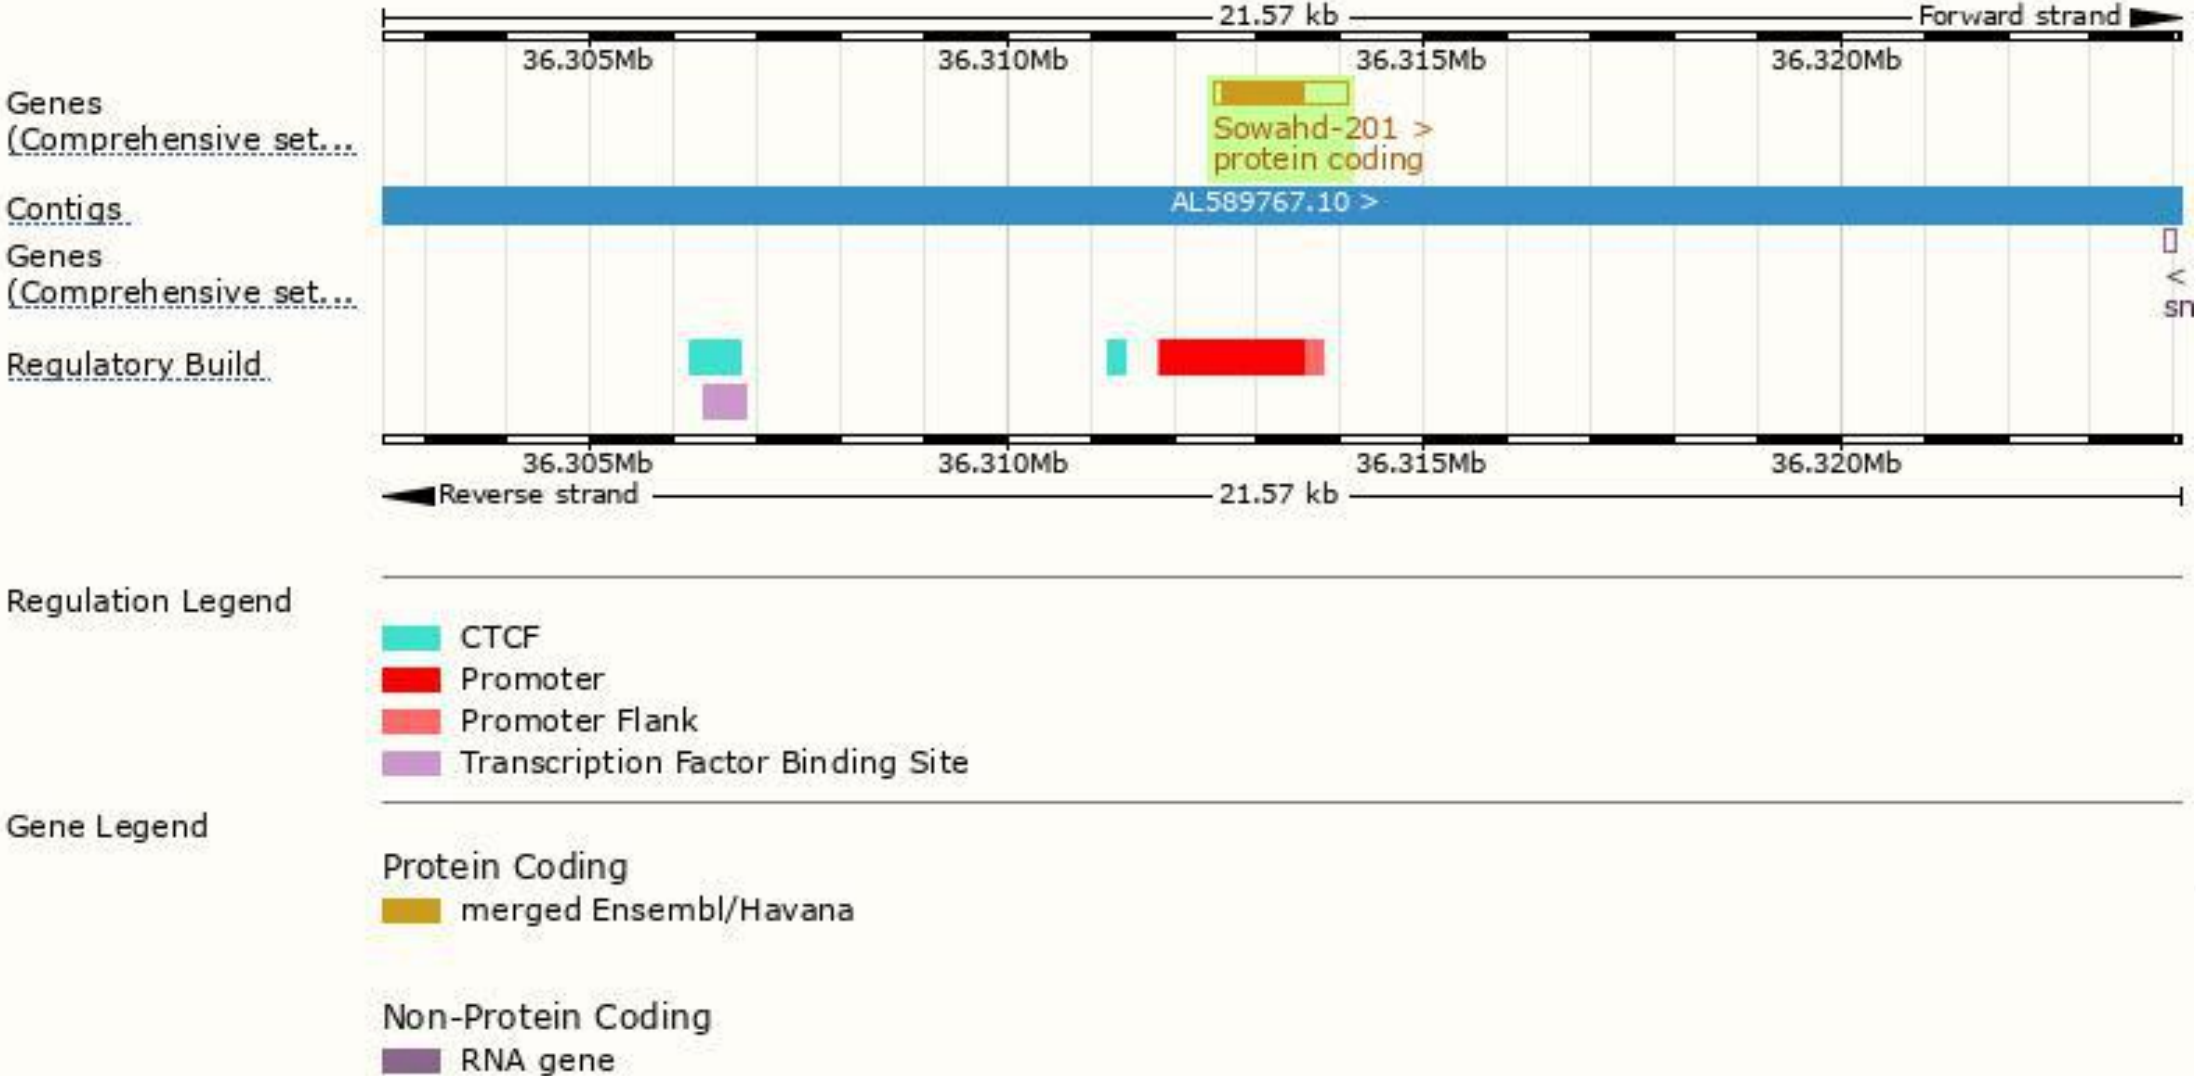 21.57 kb
Forward strand
36.305Mb 36.310Mb 36.315Mb 36.320Mb
Genes
(Comprehensive set...
Sowahd-201 >
protein coding
Contigs
AL589767.10 >
Genes
(Comprehensive set...
<
sn
Regulatory Build
36.305Mb 36.310Mb 36.315Mb 36.320Mb
Reverse strand
21.57 kb
Regulation Legend
CTCF
Promoter
Promoter Flank
Transcription Factor Binding Site
Gene Legend
Protein Coding
merged Ensembl/Havana
Non-Protein Coding
RNA gene